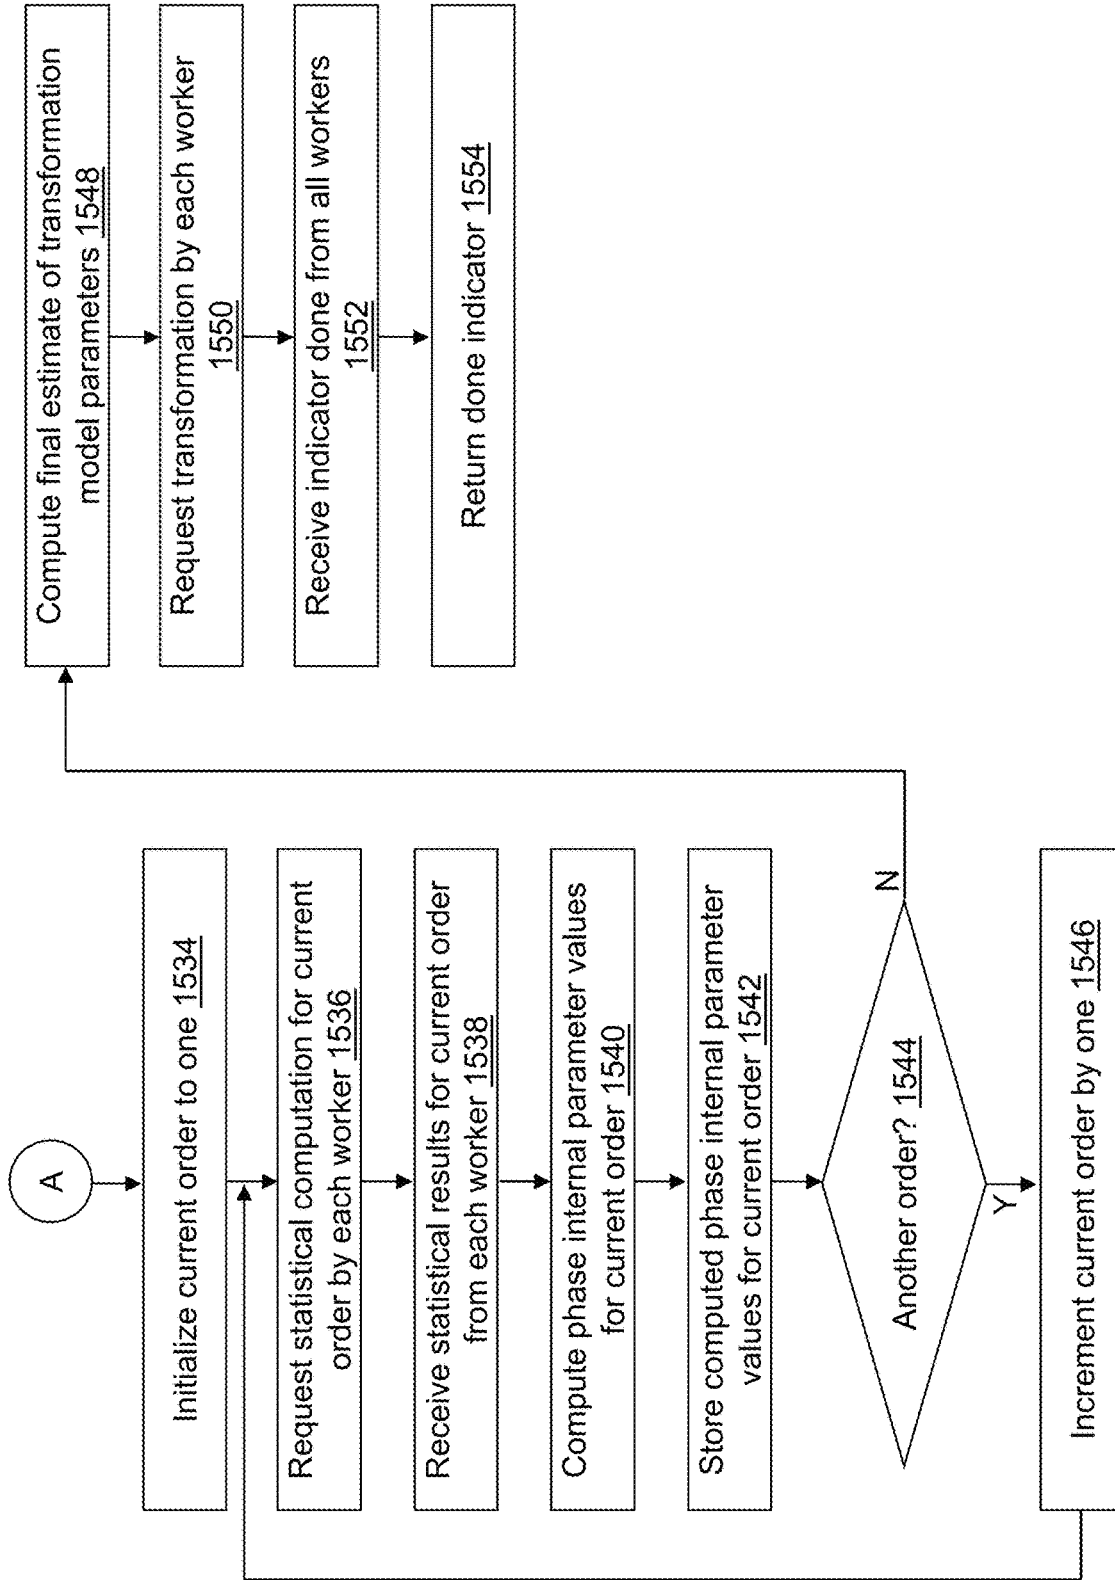 A
Initialize current order to one 1534
Request statistical computation for current
order by each worker 1536
Receive statistical results for current order
from each worker 1538
Compute phase internal parameter values
for current order 1540
Store computed phase internal parameter
values for current order 1542
Another order? 1544
N
Y
Increment current order by one 1546
Compute final estimate of transformation
model parameters 1548
Request transformation by each worker
1550
Receive indicator done from all workers
1552
Return done indicator 1554